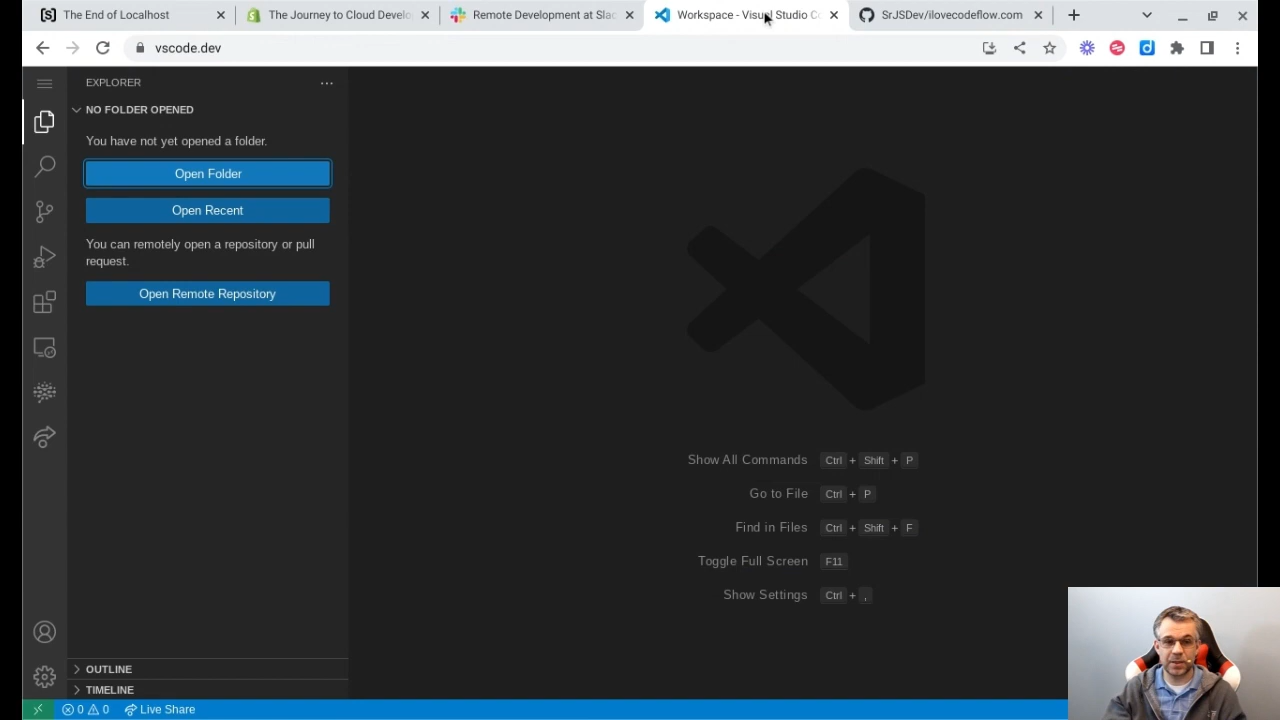 The End of Localhost
The Journey to Cloud Develo
Remote Development at Slac
Workspace - Visual Studio Co
SrJSDev/ilovecodeflow.com
vscode.dev
EXPLORER
NO FOLDER OPENED
You have not yet opened a folder.
Open Folder
Open Recent
You can remotely open a repository or pull
request.
Open Remote Repository
Show All Commands Ctrl + Shift + P
Go to File Ctrl + P
Find in Files Ctrl + Shift + F
Toggle Full Screen F11
Show Settings Ctrl + ,
OUTLINE
TIMELINE
0 0 Live Share